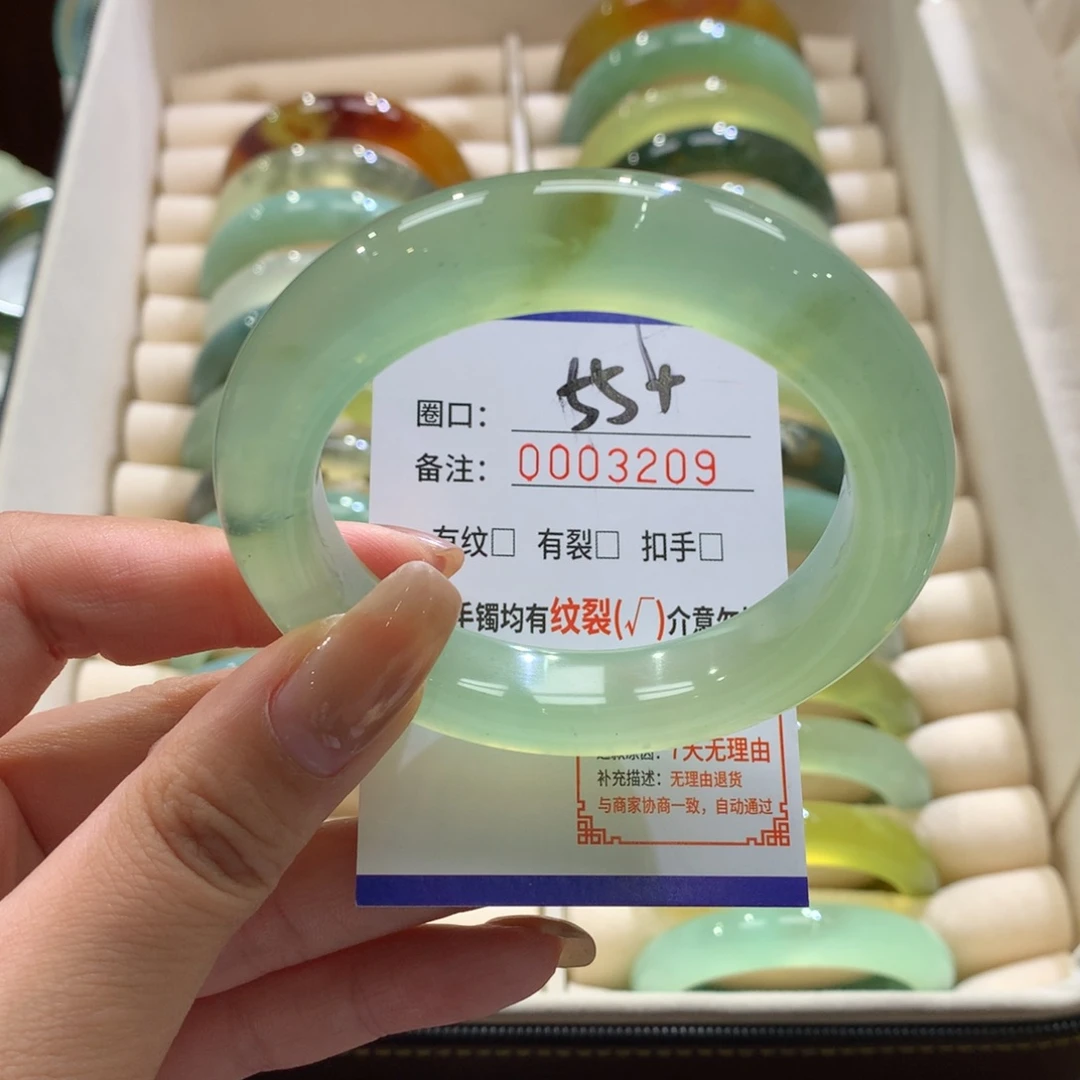 圈口: 55+
备注: 0003209
有纹□ 有裂□ 扣手□
手镯均有纹裂(√)介意勿
7天无理由
补充描述: 无理由退货
与商家协商一致，自动通过